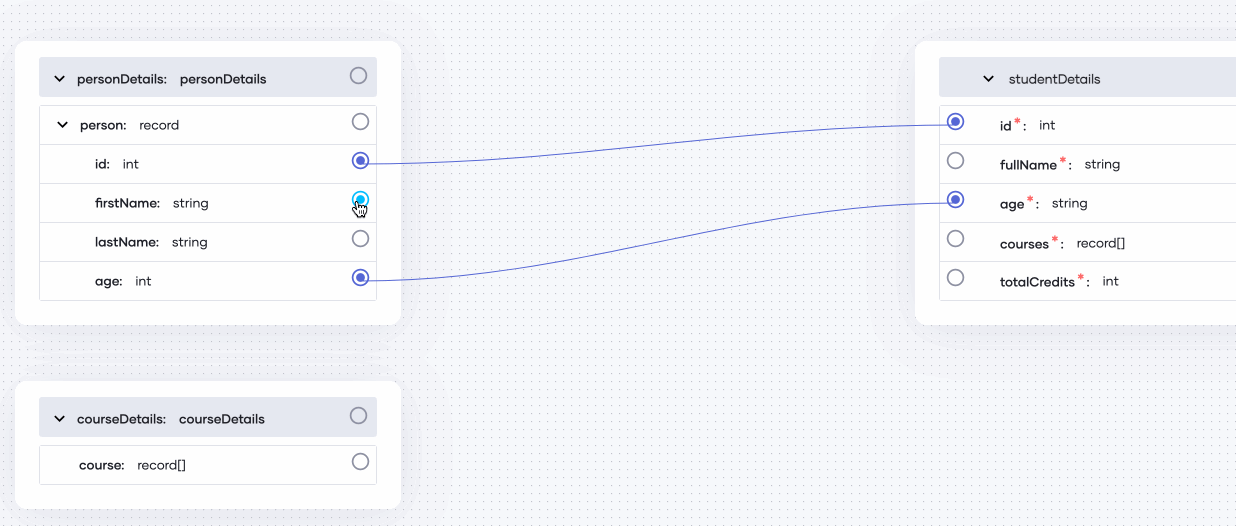 personDetails: personDetails
person: record
id: int
firstName: string
lastName: string
age: int
studentDetails
id*: int
fullName*: string
age*: string
courses*: record[]
totalCredits*: int
courseDetails: courseDetails
course: record[]